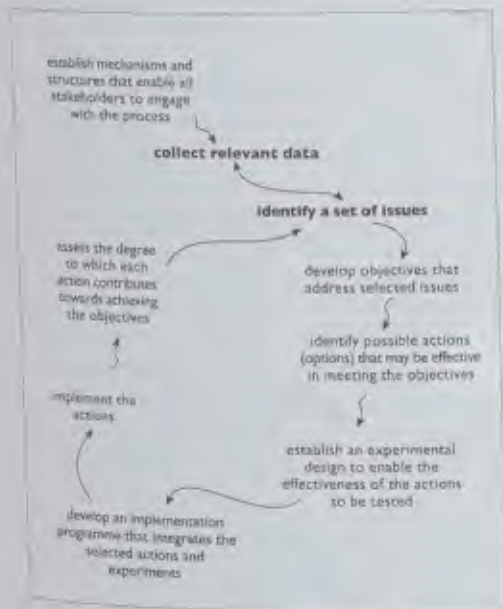 establish mechanisms and
structures that enable all
stakeholders to engage
with the process
collect relevant data
identify a set of issues
develop objectives that
address selected issues
identify possible actions
(options) that may be effective
in meeting the objectives
establish an experimental
design to enable the
effectiveness of the actions
to be tested
develop an implementation
programme that integrates the
selected actions and
experiments
implement the
actions
assess the degree
to which each
action contributes
towards achieving
the objectives